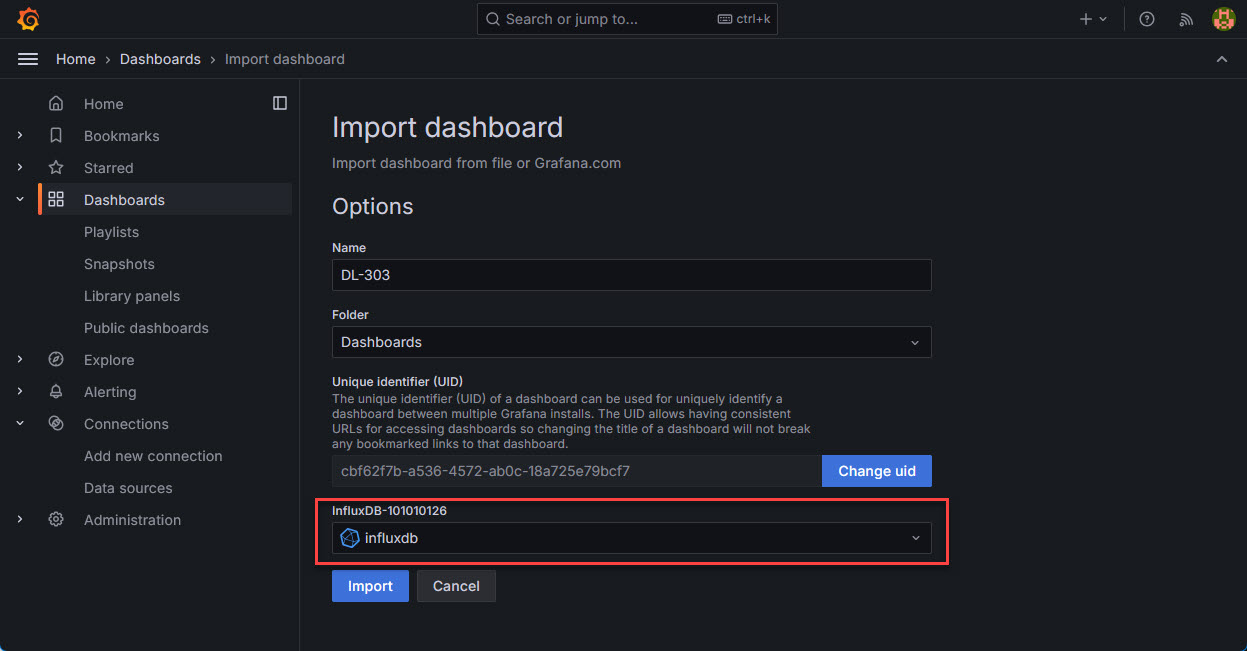 Search or jump to...
ctrl+k
Home › Dashboards › Import dashboard
Home
Bookmarks
Starred
Dashboards
Playlists
Snapshots
Library panels
Public dashboards
Explore
Alerting
Connections
Add new connection
Data sources
Administration
Import dashboard
Import dashboard from file or Grafana.com
Options
Name
DL-303
Folder
Dashboards
Unique identifier (UID)
The unique identifier (UID) of a dashboard can be used for uniquely identify a
dashboard between multiple Grafana installs. The UID allows having consistent
URLs for accessing dashboards so changing the title of a dashboard will not break
any bookmarked links to that dashboard.
cbf62f7b-a536-4572-ab0c-18a725e79bcf7
Change uid
InfluxDB-101010126
influxdb
Import
Cancel